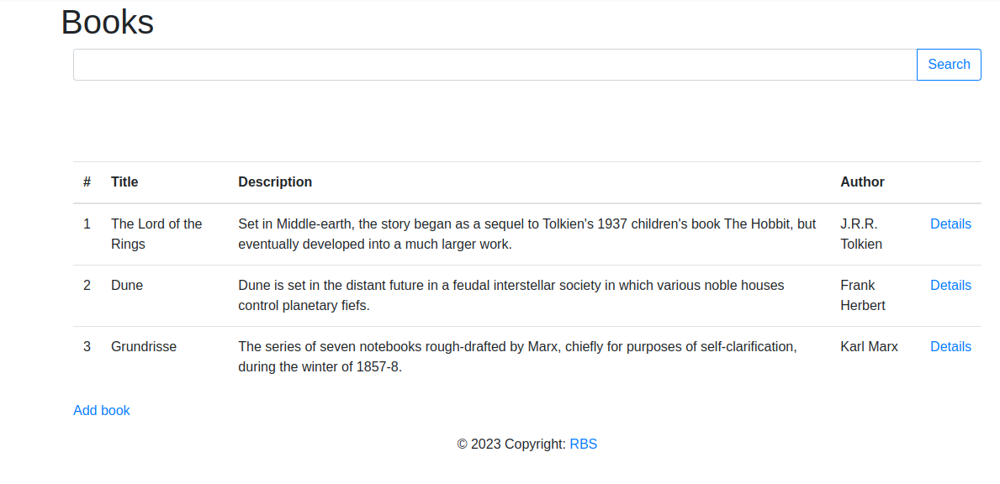 Books
Search
# Title Description Author
1 The Lord of the Rings Set in Middle-earth, the story began as a sequel to Tolkien's 1937 children's book The Hobbit, but eventually developed into a much larger work. J.R.R. Tolkien Details
2 Dune Dune is set in the distant future in a feudal interstellar society in which various noble houses control planetary fiefs. Frank Herbert Details
3 Grundrisse The series of seven notebooks rough-drafted by Marx, chiefly for purposes of self-clarification, during the winter of 1857-8. Karl Marx Details
Add book
© 2023 Copyright: RBS